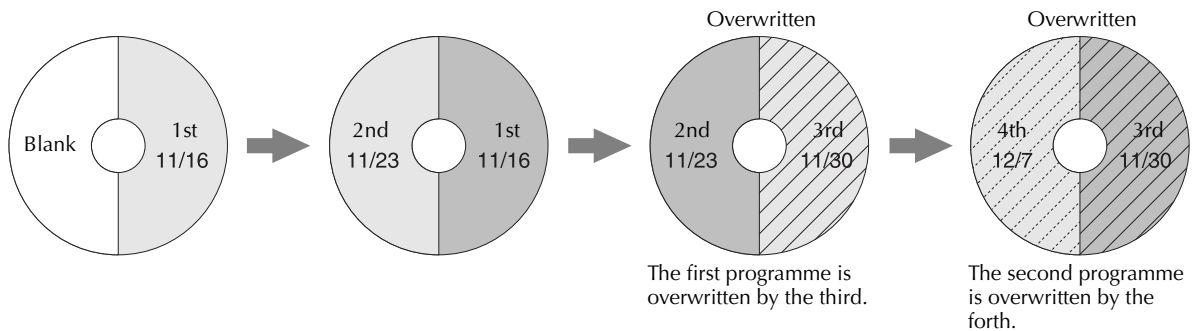 Overwritten
Overwritten
Blank
1st
11/16
2nd
11/23
1st
11/16
2nd
11/23
3rd
11/30
4th
12/7
3rd
11/30
The first programme is
overwritten by the third.
The second programme
is overwritten by the
forth.